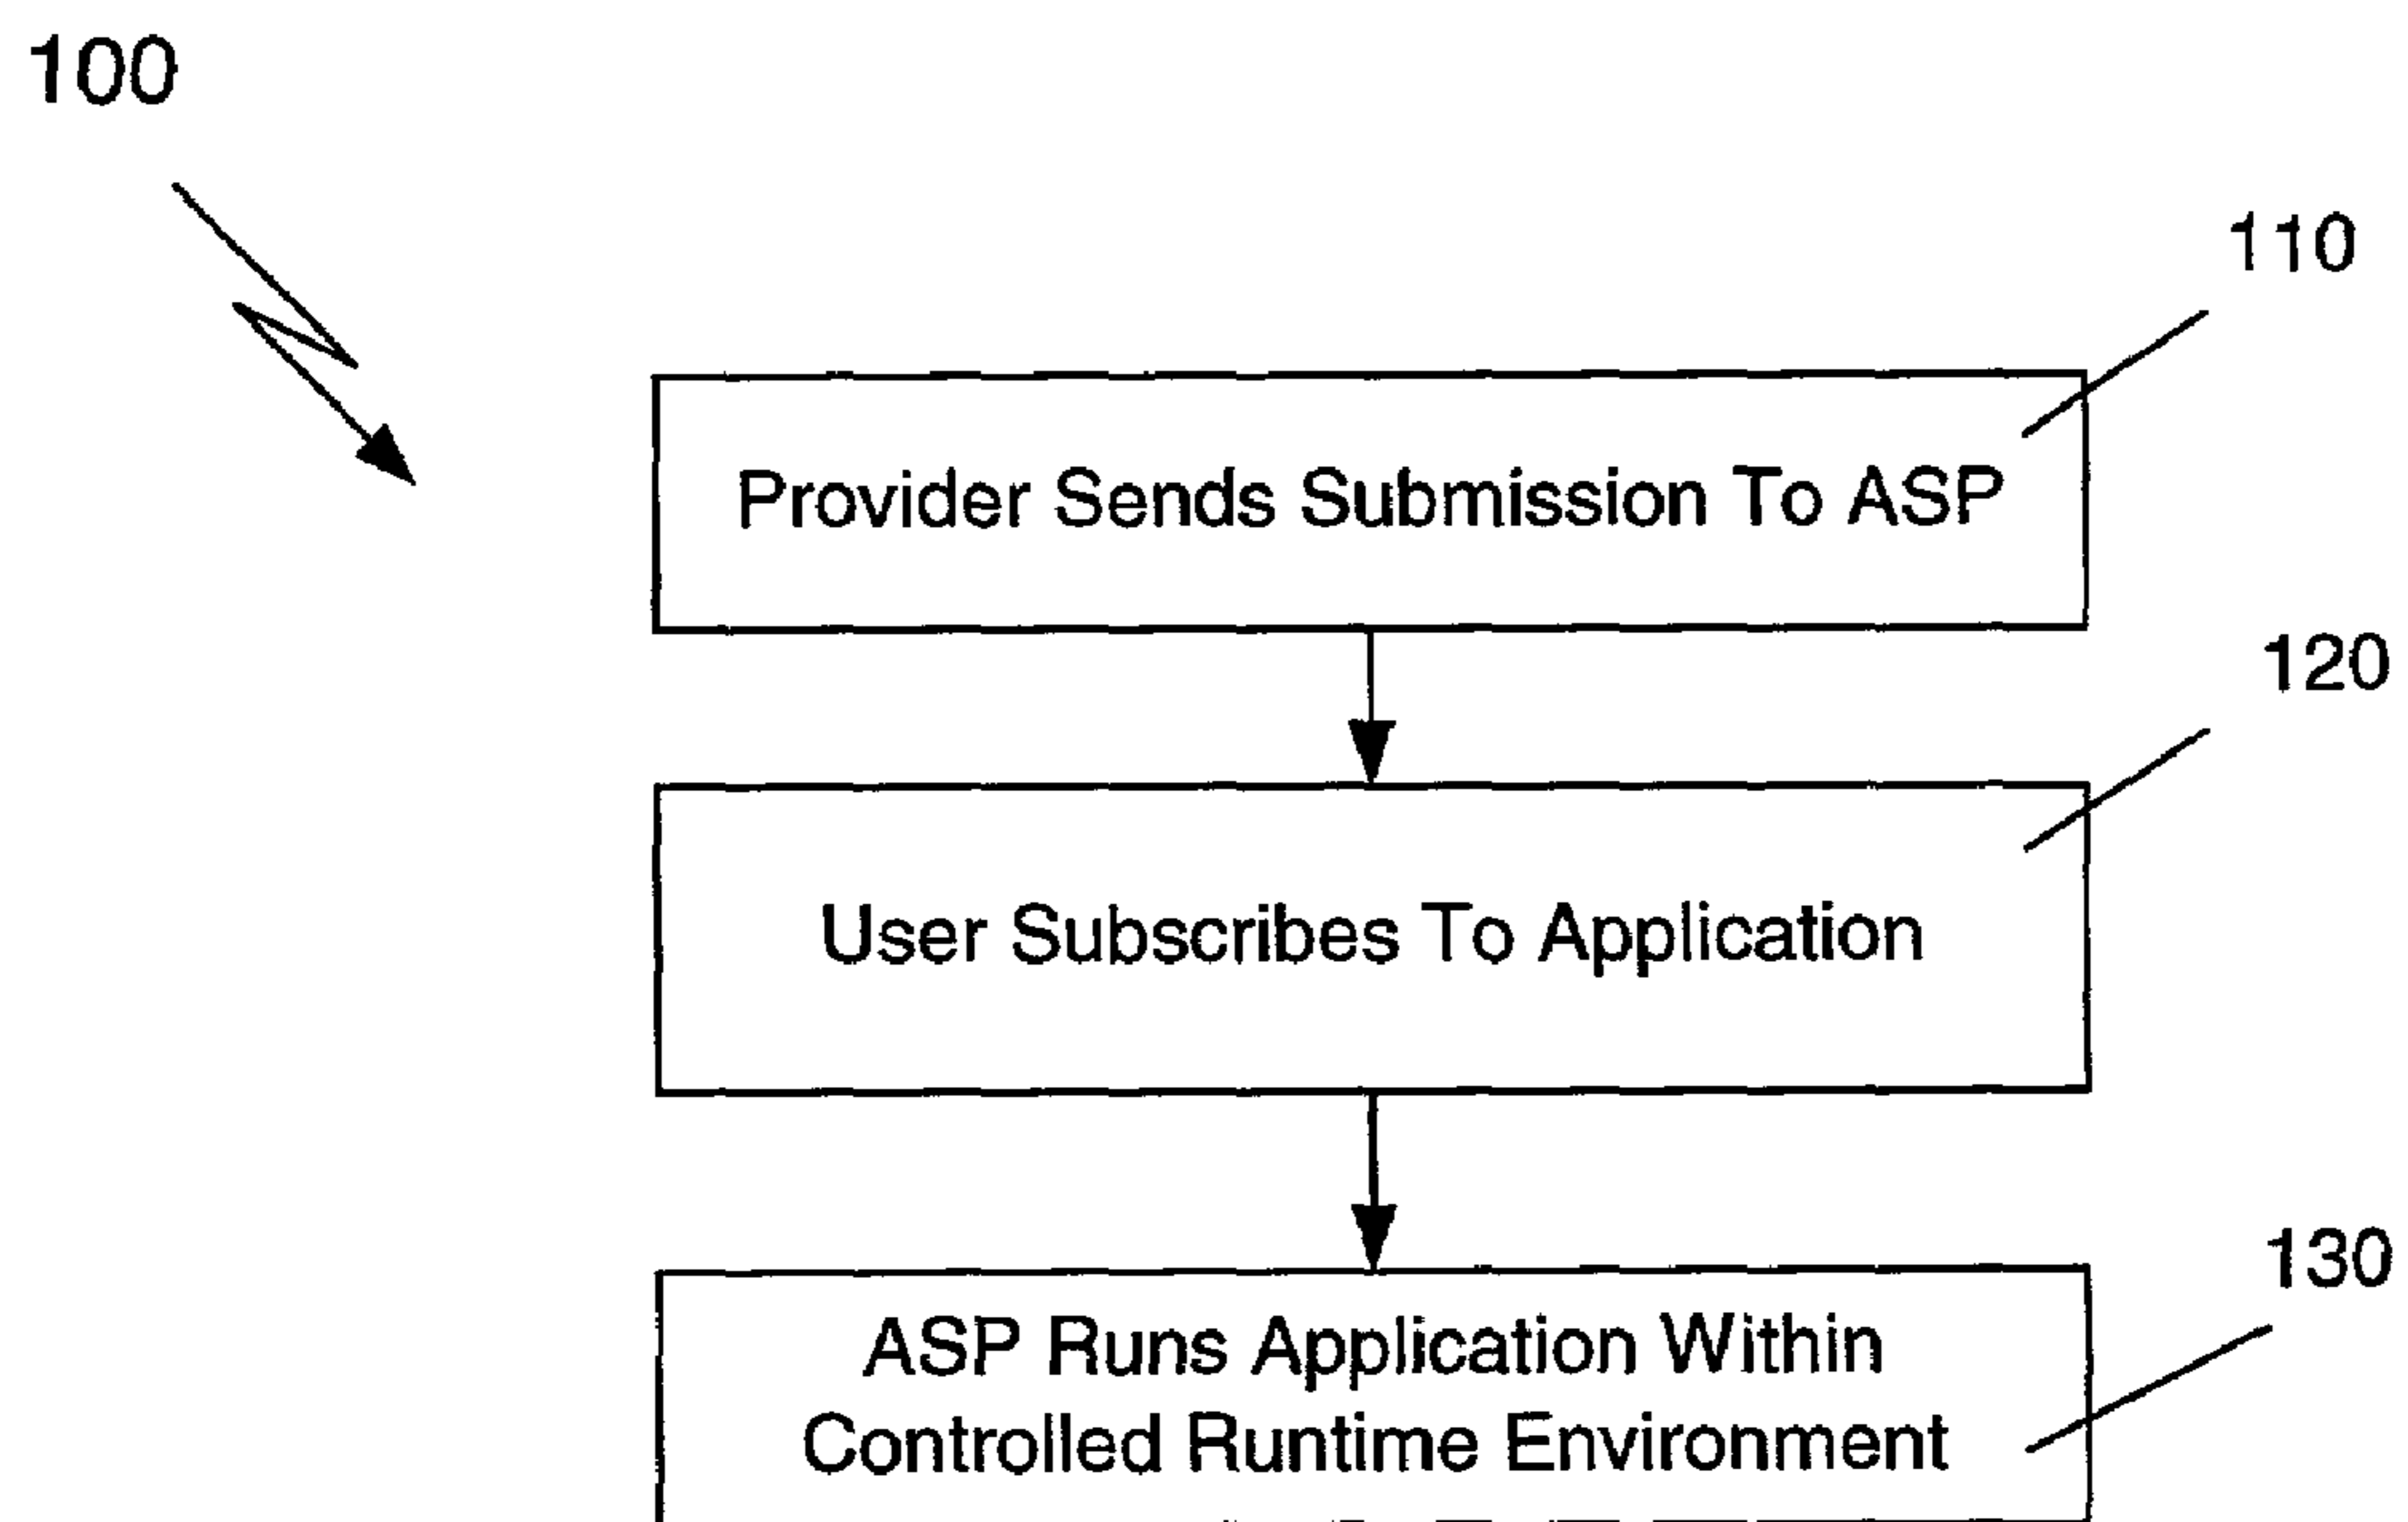 100
110
Provider Sends Submission To ASP
120
User Subscribes To Application
130
ASP Runs Application Within
Controlled Runtime Environment